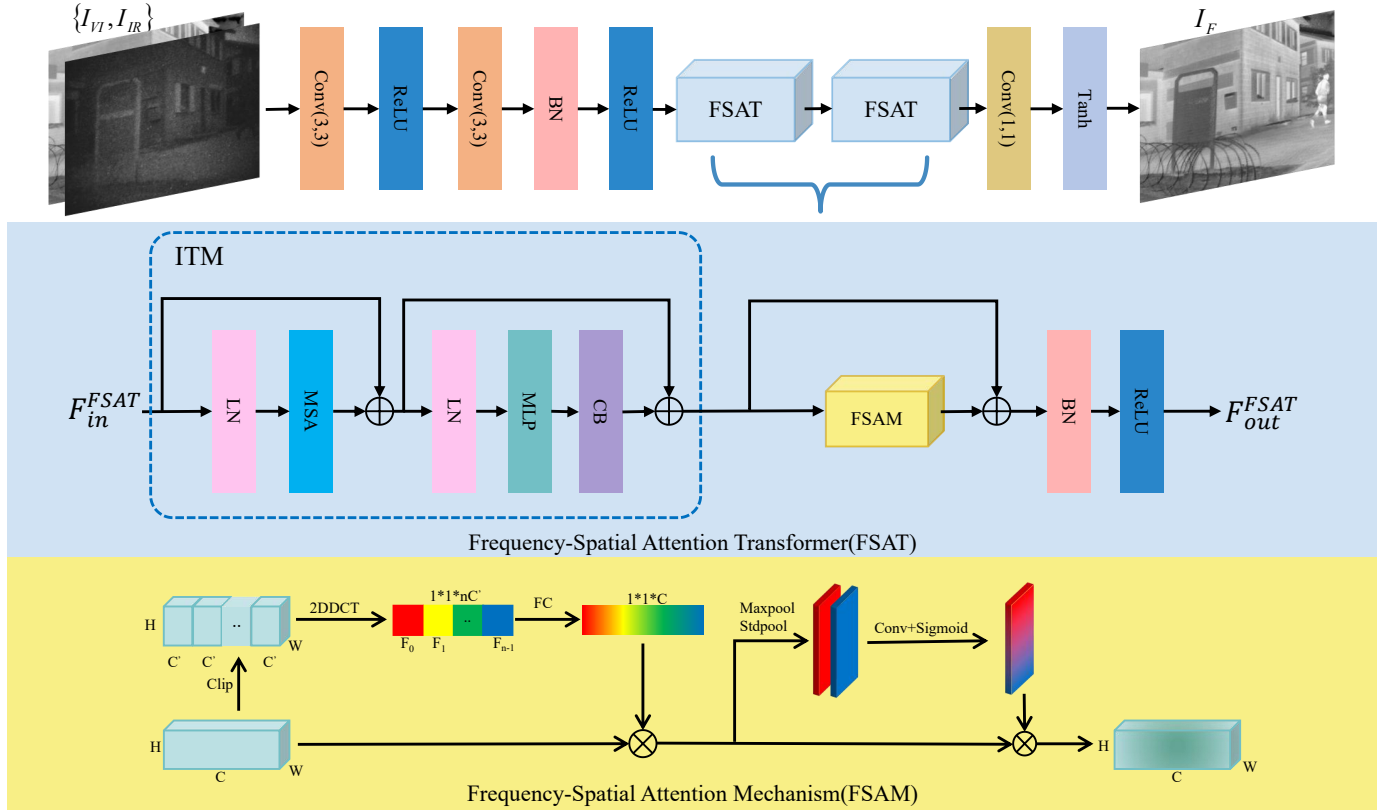 {I_VI, I_IR}
I_F
Conv(3,3)
ReLU
Conv(3,3)
BN
ReLU
FSAT
FSAT
Conv(1,1)
Tanh
ITM
F_in^FSAT
LN
MSA
LN
MLP
CB
FSAM
BN
ReLU
F_out^FSAT
Frequency-Spatial Attention Transformer(FSAT)
H
C' C' .. C'
W
2DDCT
1*1*nC'
F_0 F_1 .. F_n-1
FC
1*1*C
Maxpool
Stdpool
Conv+Sigmoid
Clip
H
C
W
H
C
W
Frequency-Spatial Attention Mechanism(FSAM)